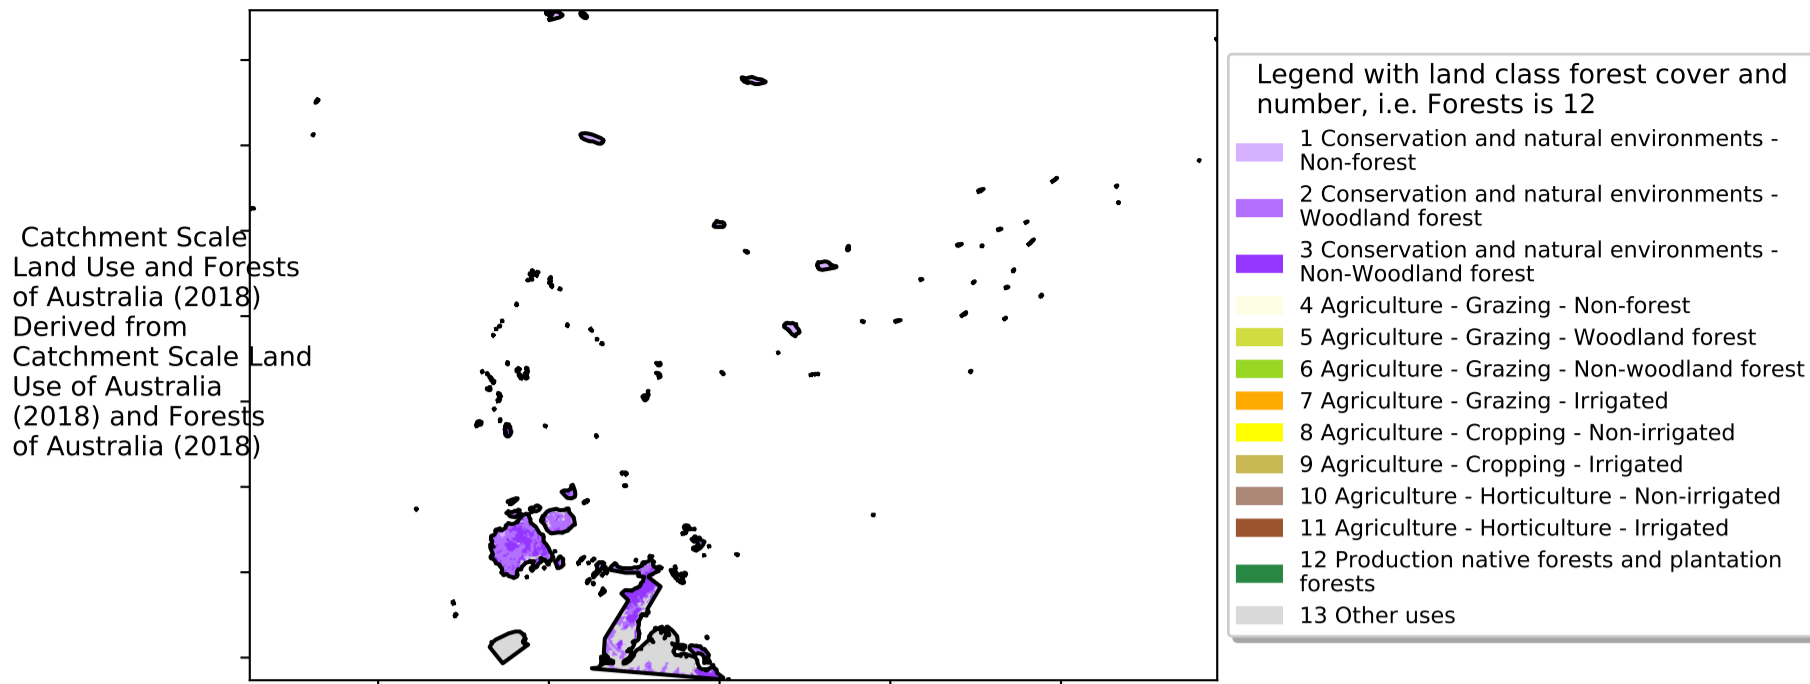 Catchment Scale
Land Use and Forests
of Australia (2018)
Derived from
Catchment Scale Land
Use of Australia
(2018) and Forests
of Australia (2018)
Legend with land class forest cover and
number, i.e. Forests is 12
1 Conservation and natural environments -
Non-forest
2 Conservation and natural environments -
Woodland forest
3 Conservation and natural environments -
Non-Woodland forest
4 Agriculture - Grazing - Non-forest
5 Agriculture - Grazing - Woodland forest
6 Agriculture - Grazing - Non-woodland forest
7 Agriculture - Grazing - Irrigated
8 Agriculture - Cropping - Non-irrigated
9 Agriculture - Cropping - Irrigated
10 Agriculture - Horticulture - Non-irrigated
11 Agriculture - Horticulture - Irrigated
12 Production native forests and plantation
forests
13 Other uses